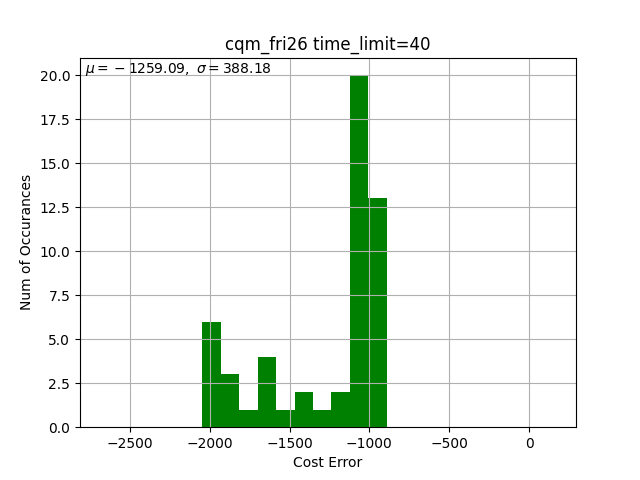 cqm_fri26 time_limit=40
μ = −1259.09, σ = 388.18
20.0
17.5
15.0
12.5
10.0
7.5
5.0
2.5
0.0
Num of Occurances
−2500 −2000 −1500 −1000 −500 0
Cost Error